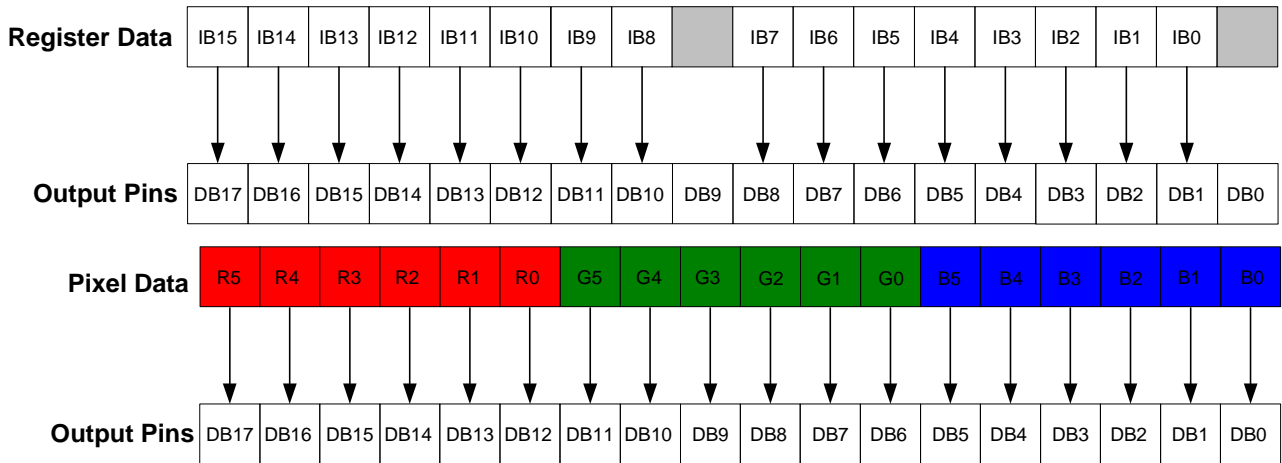 Register Data IB15 IB14 IB13 IB12 IB11 IB10 IB9 IB8 IB7 IB6 IB5 IB4 IB3 IB2 IB1 IB0
Output Pins DB17 DB16 DB15 DB14 DB13 DB12 DB11 DB10 DB9 DB8 DB7 DB6 DB5 DB4 DB3 DB2 DB1 DB0
Pixel Data R5 R4 R3 R2 R1 R0 G5 G4 G3 G2 G1 G0 B5 B4 B3 B2 B1 B0
Output Pins DB17 DB16 DB15 DB14 DB13 DB12 DB11 DB10 DB9 DB8 DB7 DB6 DB5 DB4 DB3 DB2 DB1 DB0